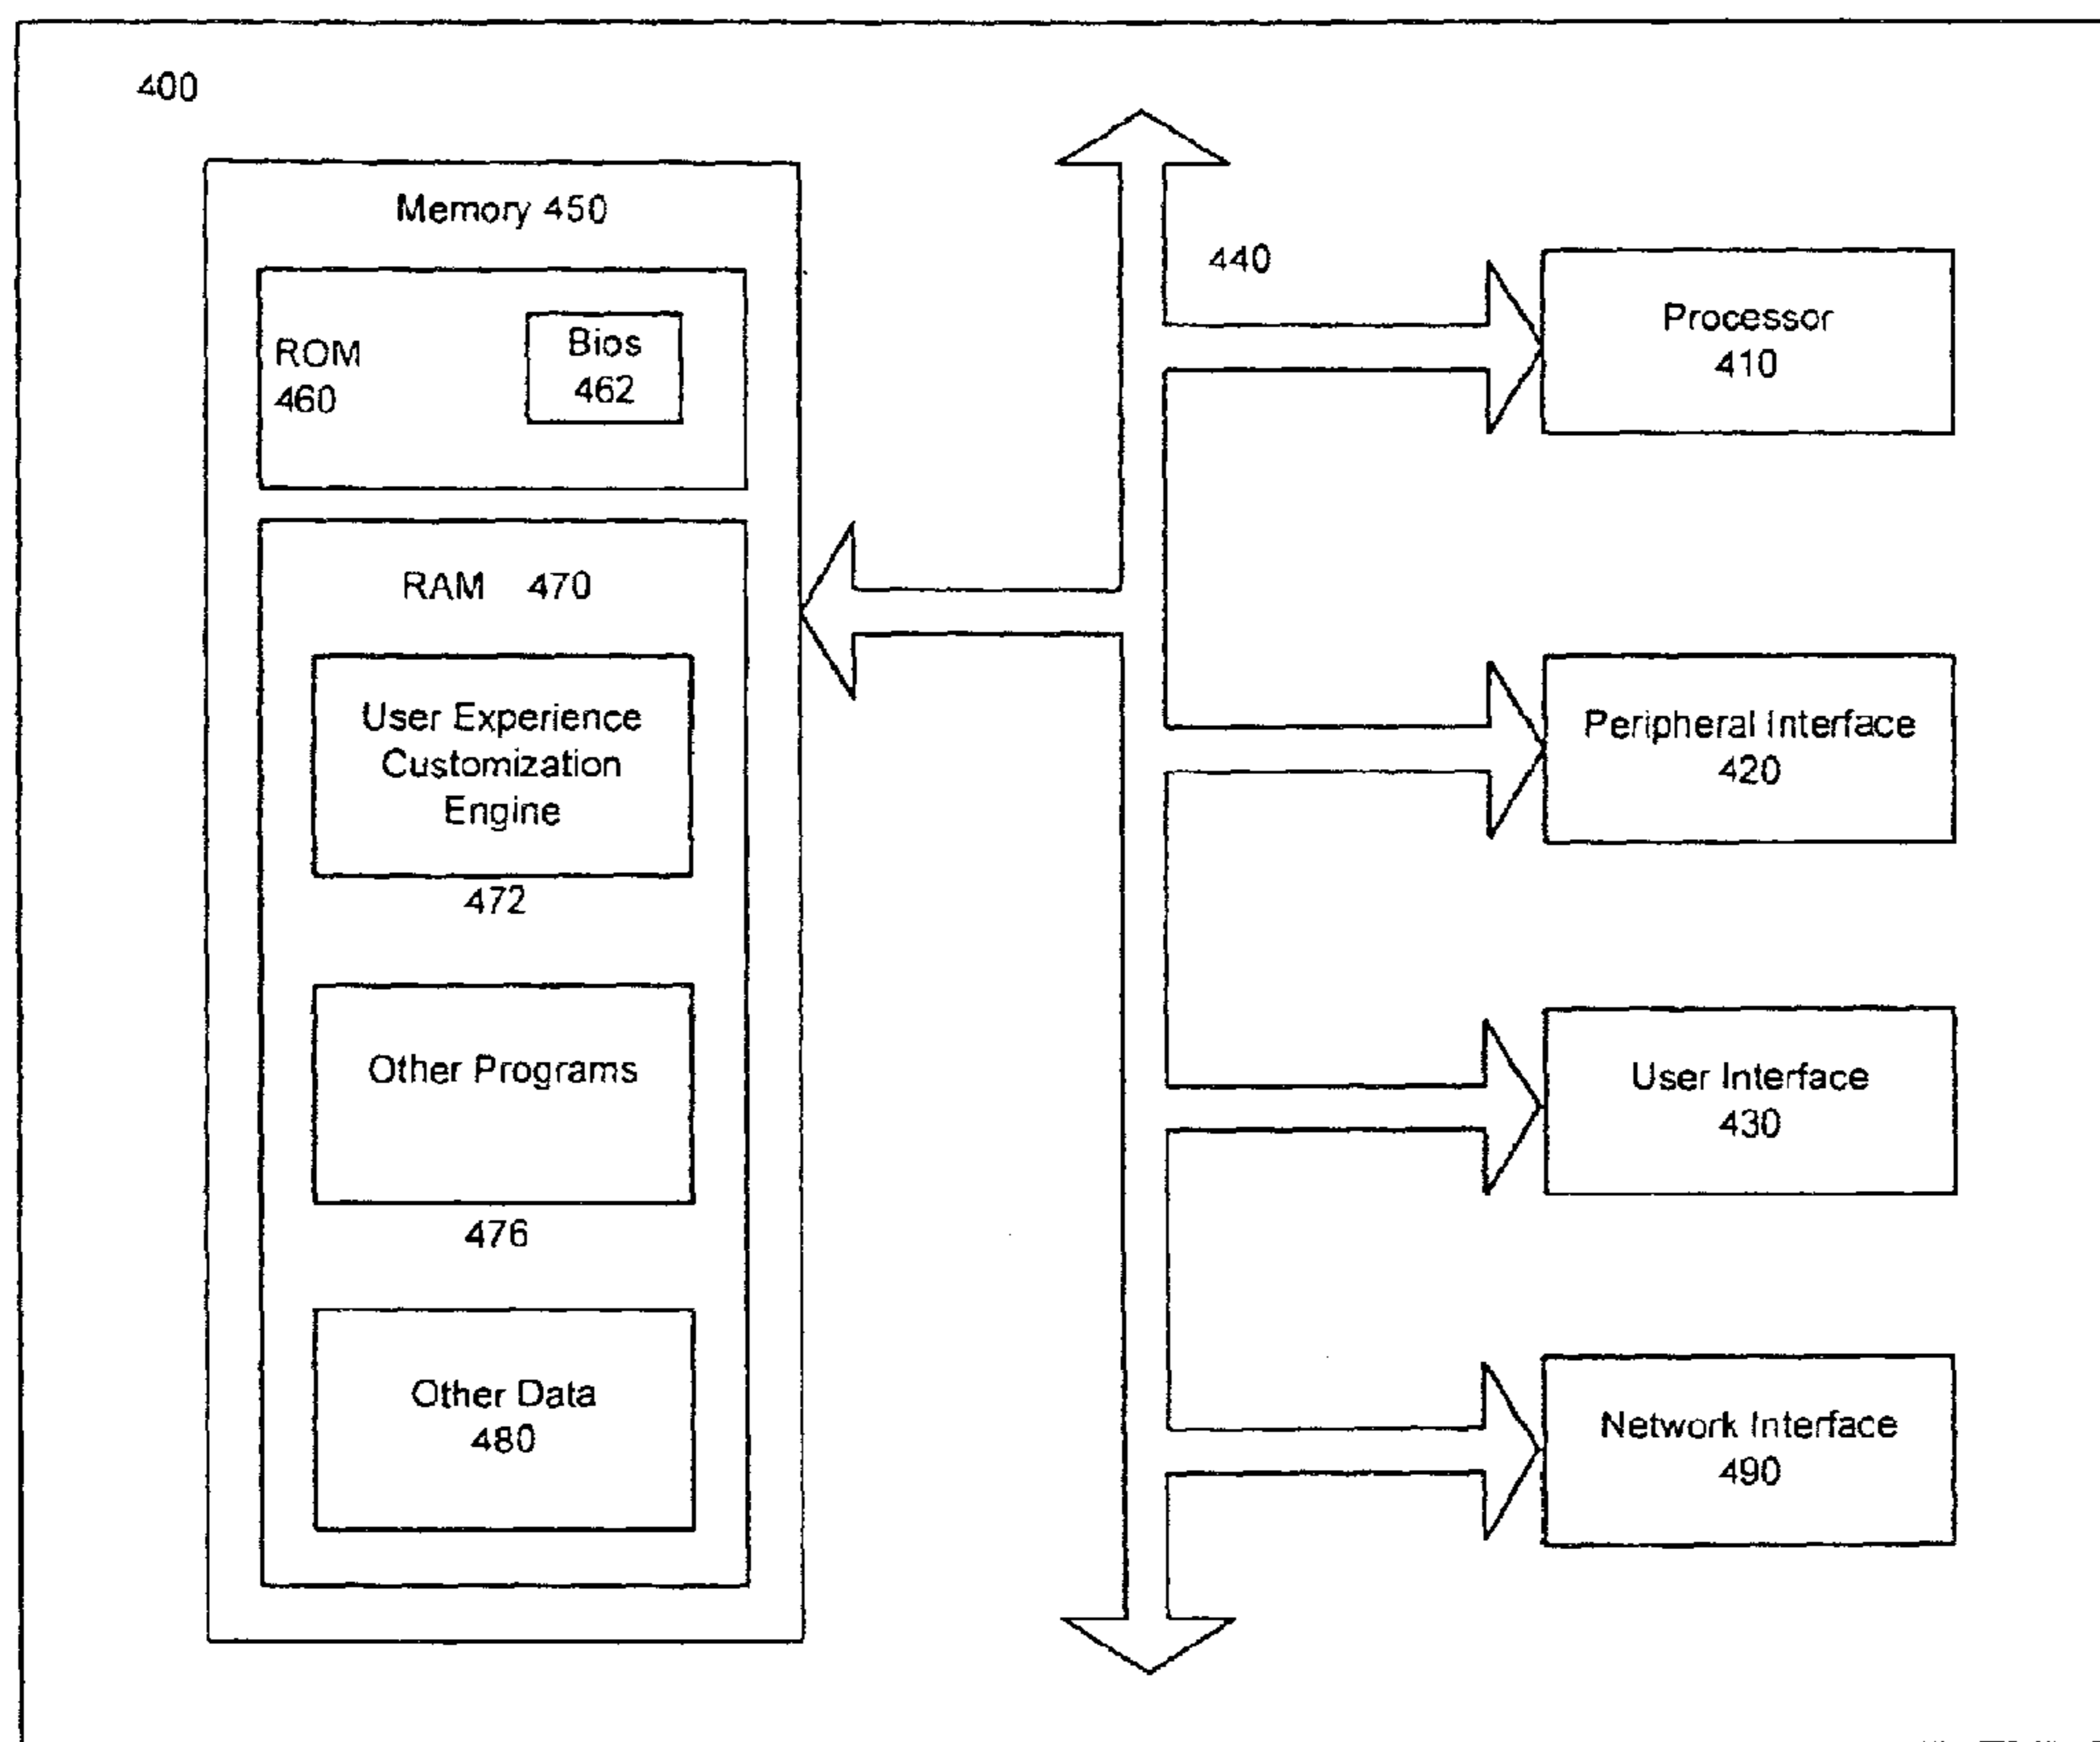 400
Memory 450
ROM
460
Bios
462
RAM 470
User Experience
Customization
Engine
472
Other Programs
476
Other Data
480
440
Processor
410
Peripheral Interface
420
User Interface
430
Network Interface
490